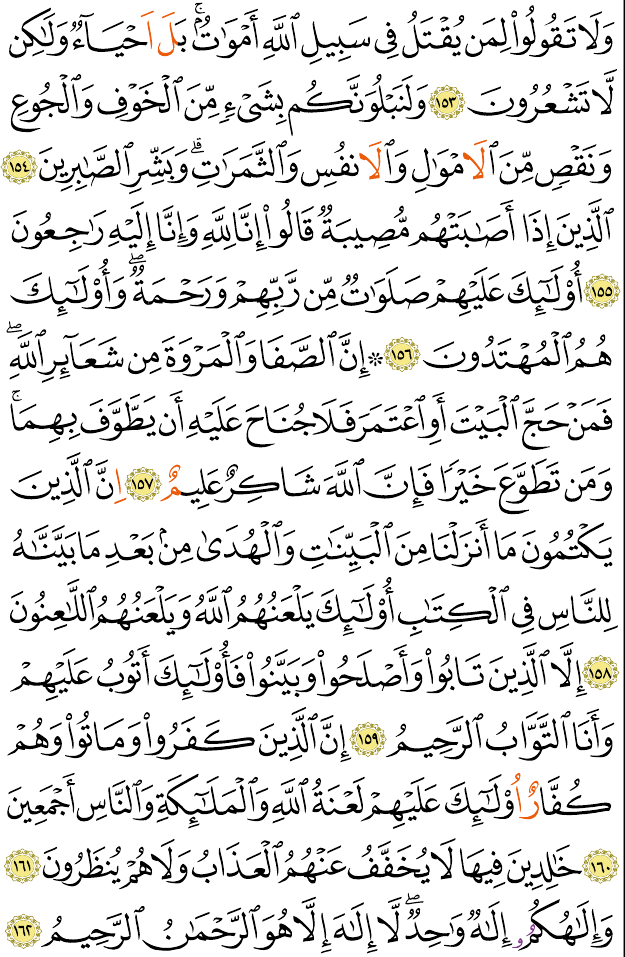 وَلَا تَقُولُوا۟ لِمَن يُقْتَلُ فِى سَبِيلِ ٱللَّهِ أَمْوَٰتٌۢ ۚ بَلَ اَحْيَآءٌ وَلَٰكِن
لَّا تَشْعُرُونَ ١٥٣ وَلَنَبْلُوَنَّكُم بِشَىْءٍ مِّنَ ٱلْخَوْفِ وَٱلْجُوعِ
وَنَقْصٍ مِّنَ ٱلَامْوَٰلِ وَٱلَانفُسِ وَٱلثَّمَرَٰتِ ۗ وَبَشِّرِ ٱلصَّٰبِرِينَ ١٥٤
ٱلَّذِينَ إِذَآ أَصَٰبَتْهُم مُّصِيبَةٌ قَالُوٓا۟ إِنَّا لِلَّهِ وَإِنَّآ إِلَيْهِ رَٰجِعُونَ
١٥٥ أُو۟لَٰٓئِكَ عَلَيْهِمْ صَلَوَٰتٌ مِّن رَّبِّهِمْ وَرَحْمَةٌ ۖ وَأُو۟لَٰٓئِكَ
هُمُ ٱلْمُهْتَدُونَ ١٥٦ ۞ إِنَّ ٱلصَّفَا وَٱلْمَرْوَةَ مِن شَعَآئِرِ ٱللَّهِ ۖ
فَمَنْ حَجَّ ٱلْبَيْتَ أَوِ ٱعْتَمَرَ فَلَا جُنَاحَ عَلَيْهِ أَن يَطَّوَّفَ بِهِمَا ۚ
وَمَن تَطَوَّعَ خَيْرًا فَإِنَّ ٱللَّهَ شَاكِرٌ عَلِيمٌ ١٥٧ اِنَّ ٱلَّذِينَ
يَكْتُمُونَ مَآ أَنزَلْنَا مِنَ ٱلْبَيِّنَٰتِ وَٱلْهُدَىٰ مِنۢ بَعْدِ مَا بَيَّنَّٰهُ
لِلنَّاسِ فِى ٱلْكِتَٰبِ أُو۟لَٰٓئِكَ يَلْعَنُهُمُ ٱللَّهُ وَيَلْعَنُهُمُ ٱللَّٰعِنُونَ
١٥٨ إِلَّا ٱلَّذِينَ تَابُوا۟ وَأَصْلَحُوا۟ وَبَيَّنُوا۟ فَأُو۟لَٰٓئِكَ أَتُوبُ عَلَيْهِمْ
وَأَنَا ٱلتَّوَّابُ ٱلرَّحِيمُ ١٥٩ إِنَّ ٱلَّذِينَ كَفَرُوا۟ وَمَاتُوا۟ وَهُمْ
كُفَّارٌ اُو۟لَٰٓئِكَ عَلَيْهِمْ لَعْنَةُ ٱللَّهِ وَٱلْمَلَٰٓئِكَةِ وَٱلنَّاسِ أَجْمَعِينَ
١٦٠ خَٰلِدِينَ فِيهَا لَا يُخَفَّفُ عَنْهُمُ ٱلْعَذَابُ وَلَا هُمْ يُنظَرُونَ ١٦١
وَإِلَٰهُكُمُۥٓ إِلَٰهٌ وَٰحِدٌ ۖ لَّآ إِلَٰهَ إِلَّا هُوَ ٱلرَّحْمَٰنُ ٱلرَّحِيمُ ١٦٢